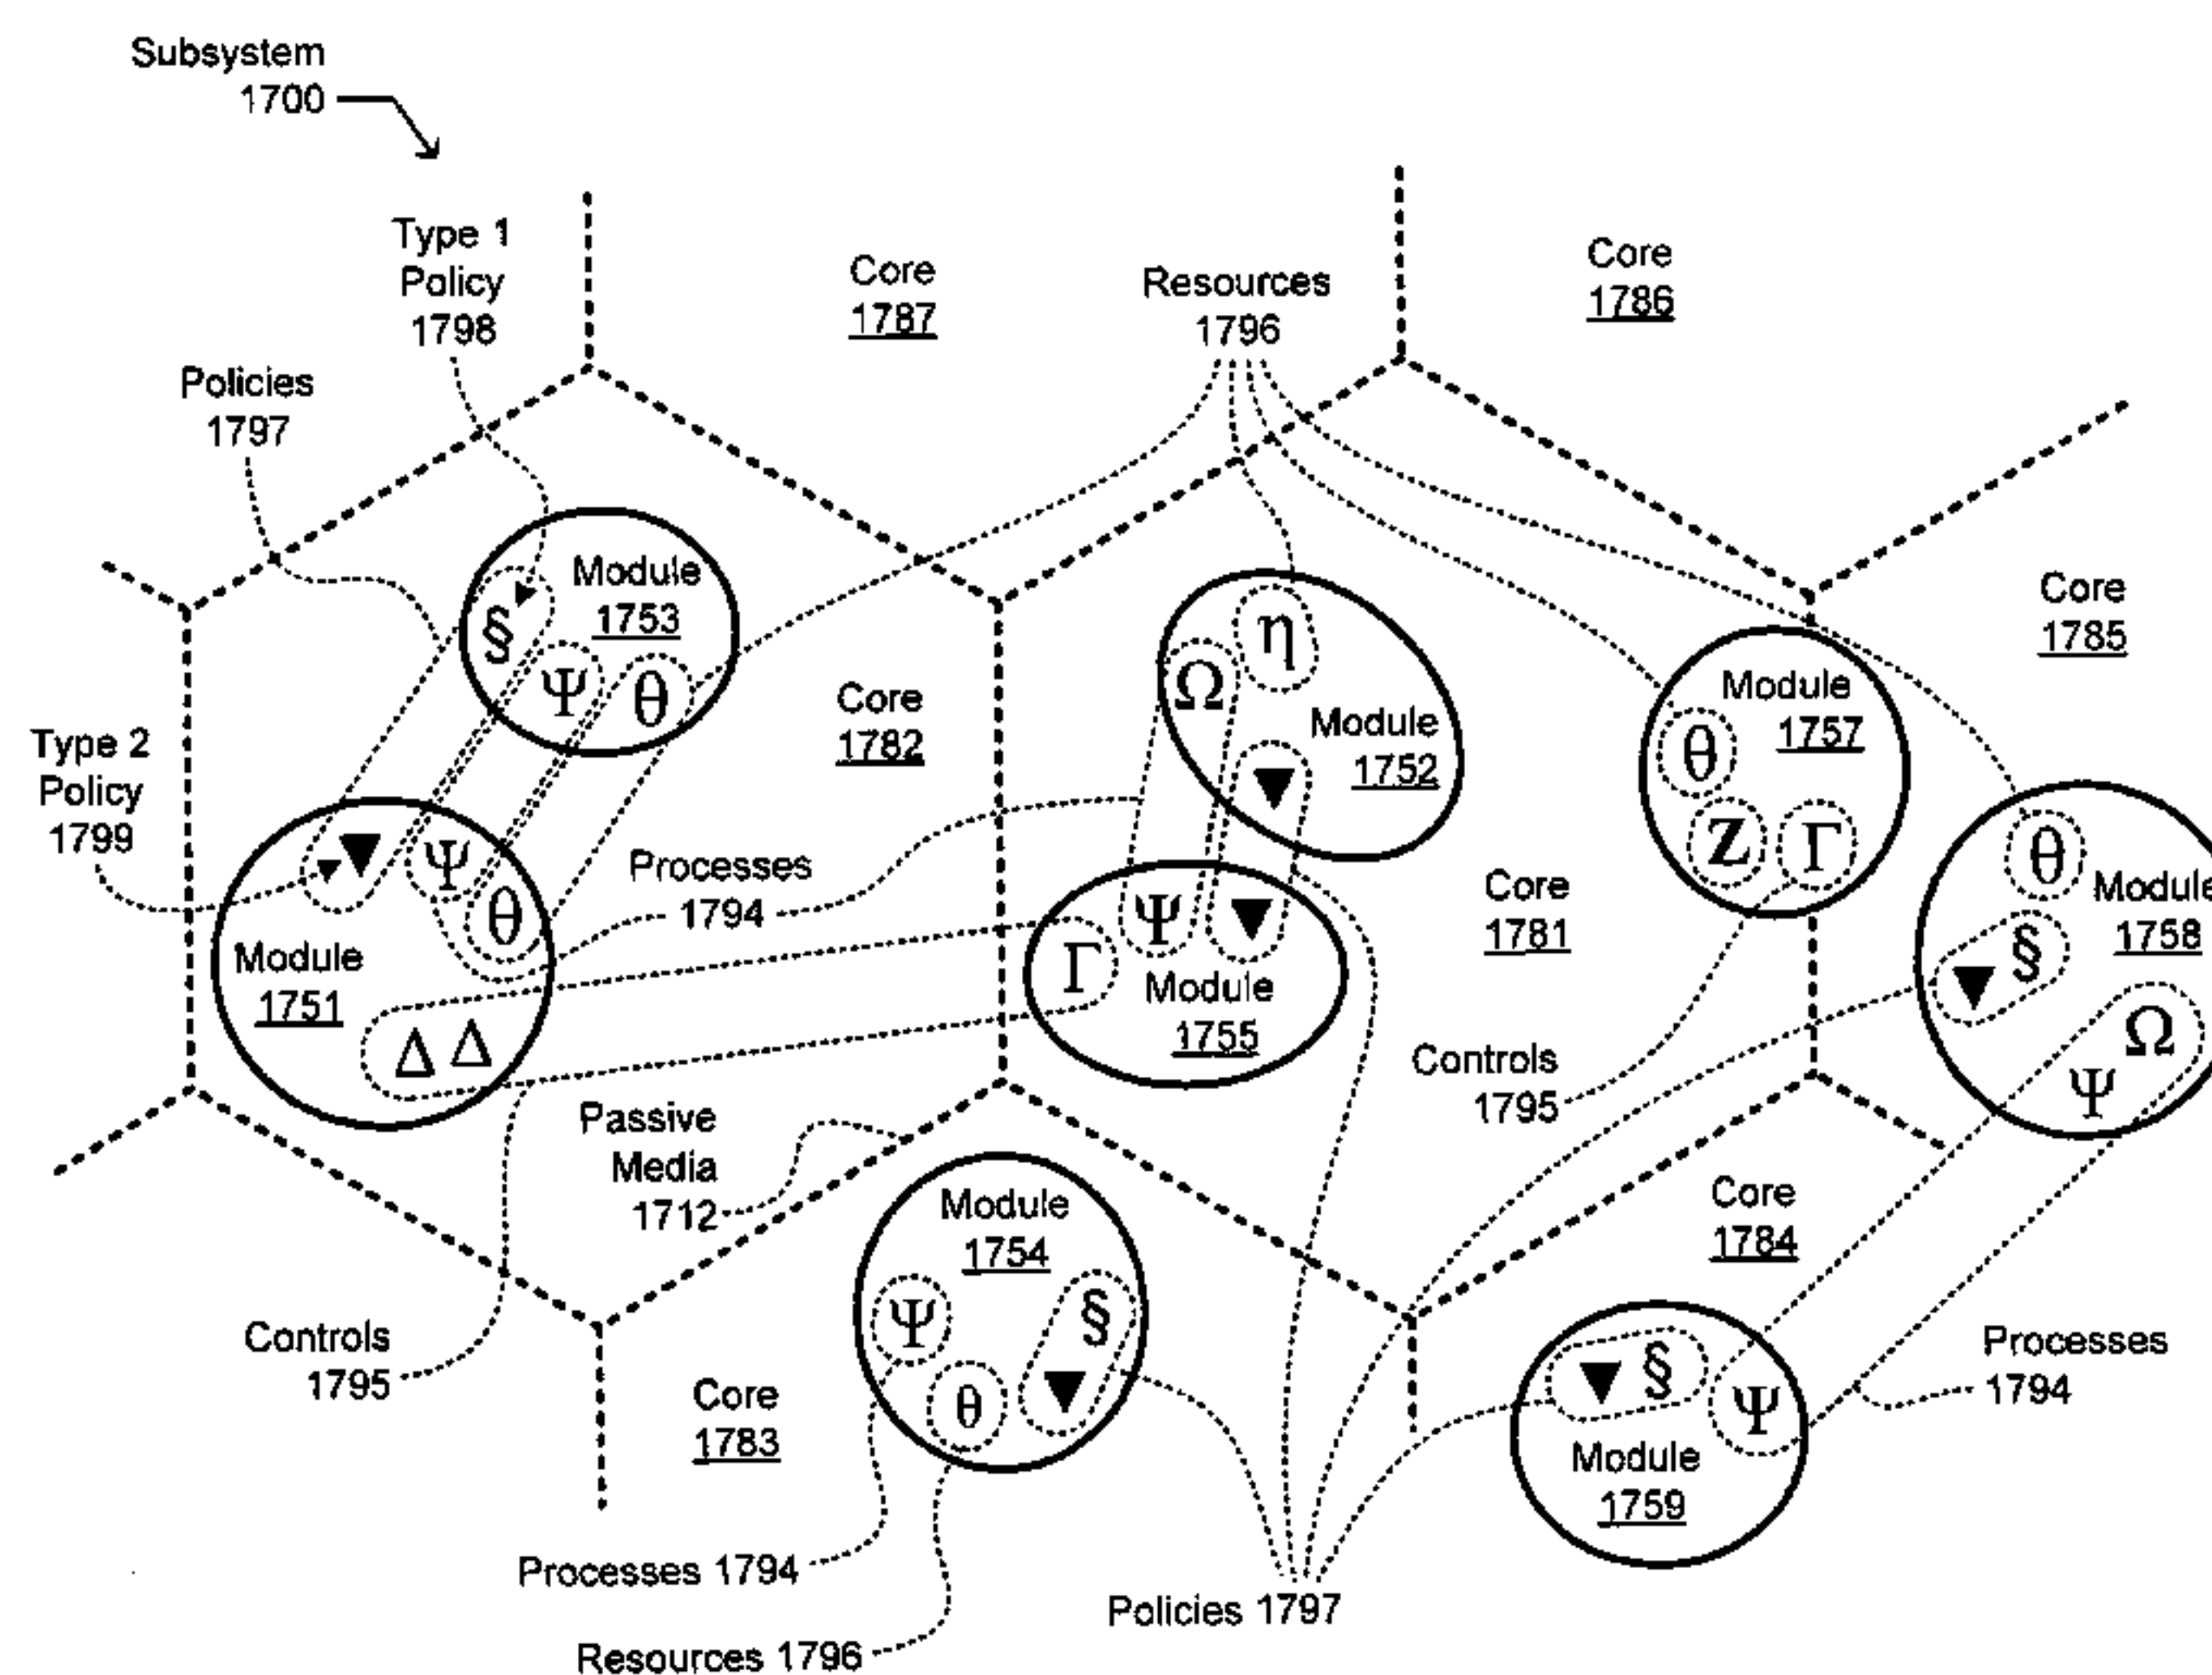 Subsystem
1700
Type 1
Policy
1798
Core
1787
Resources
1796
Core
1786
Policies
1797
Module
1753
§
Ψ θ
Core
1782
η
Ω
Module
1752
▼
Core
1785
Module
1757
θ
Z Γ
Type 2
Policy
1799
▼ Ψ
θ
Module
1751
Δ Δ
Processes
1794
Ψ ▼
Γ
Module
1755
Core
1781
θ
Module
1758
▼ §
Ω
Ψ
Controls
1795
Passive
Media
1712
Module
1754
Ψ §
θ ▼
Core
1784
Controls
1795
Core
1783
▼ §
Ψ
Module
1759
Processes
1794
Processes 1794
Policies 1797
Resources 1796